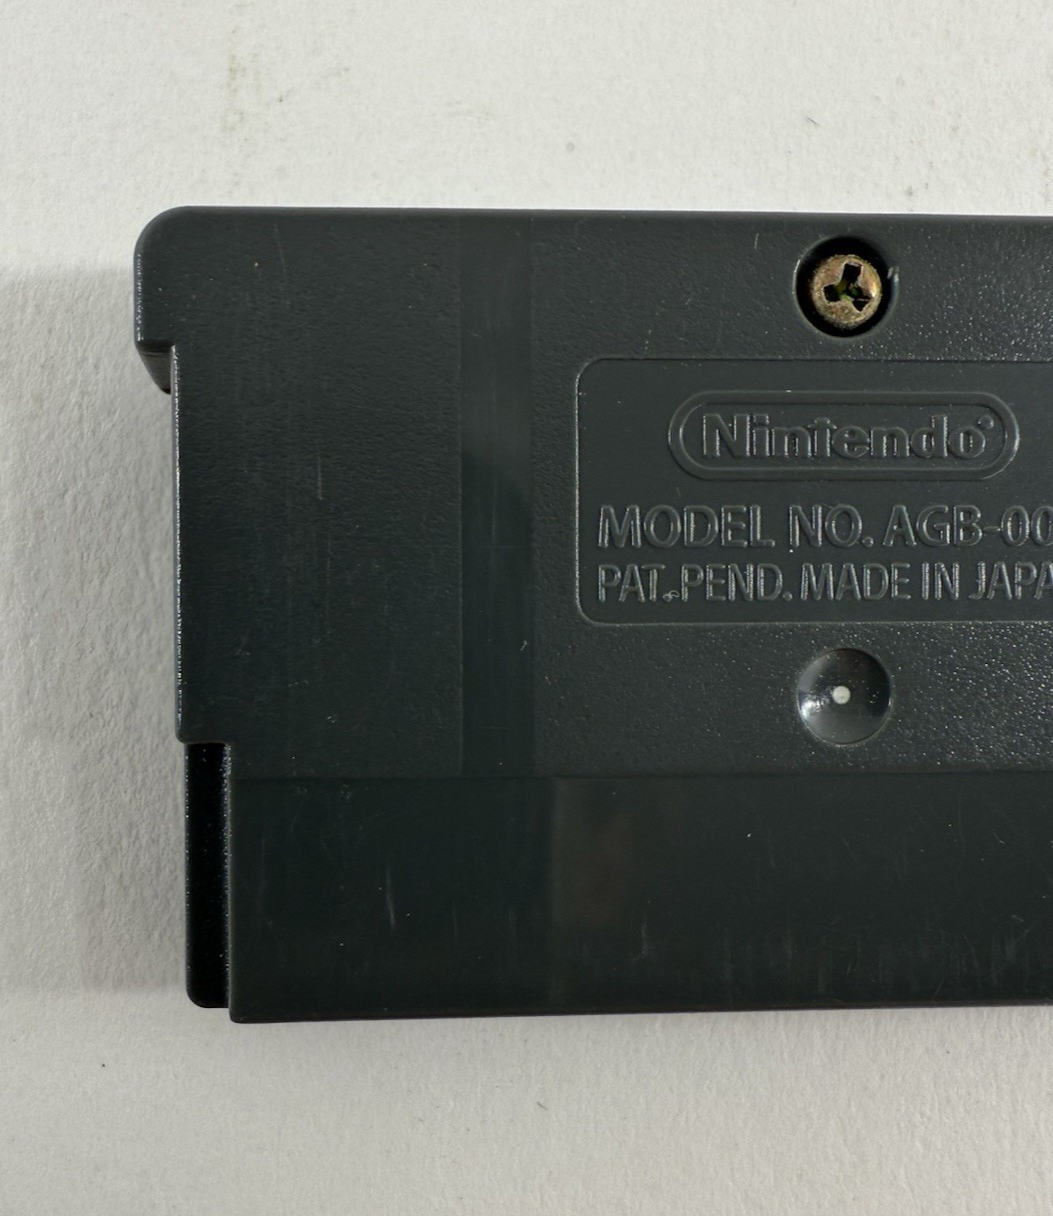 Nintendo
MODEL NO. AGB-00
PAT. PEND. MADE IN JAPA